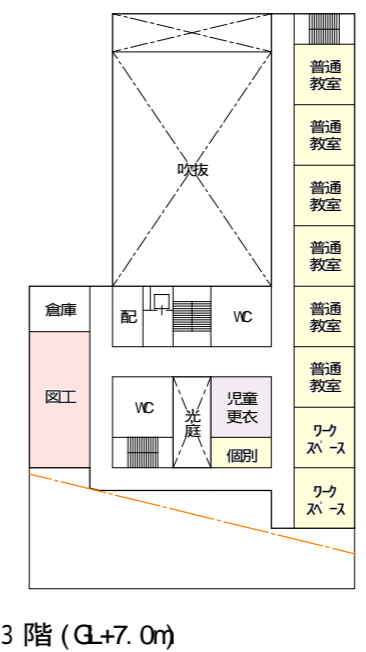 普通
教室
普通
教室
吹抜
普通
教室
普通
教室
倉庫
配
WC
普通
教室
図工
WC
光
庭
児童
更衣
普通
教室
個別
ワーク
スペース
ワーク
スペース
3 階 (GL+7.0m)